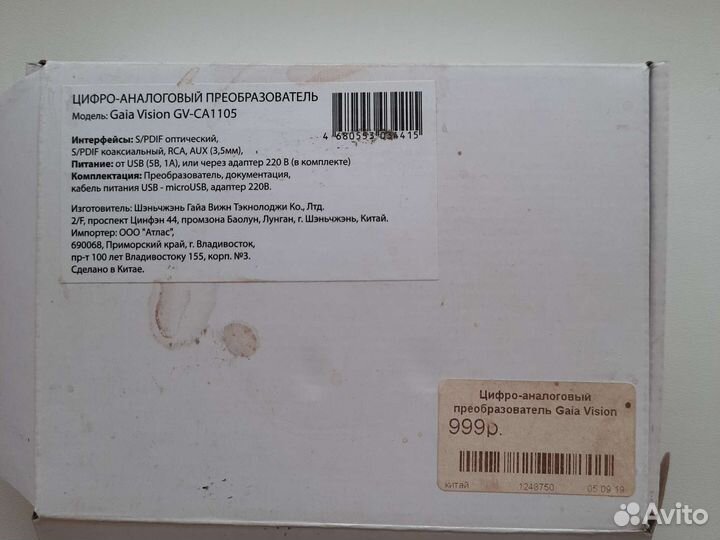 ЦИФРО-АНАЛОГОВЫЙ ПРЕОБРАЗОВАТЕЛЬ
Модель: Gaia Vision GV-CA1105
4 680553 034415
Интерфейсы: S/PDIF оптический,
S/PDIF коаксиальный, RCA, AUX (3,5мм),
Питание: от USB (5В, 1А), или через адаптер 220 В (в комплекте)
Комплектация: Преобразователь, документация,
кабель питания USB - microUSB, адаптер 220В.
Изготовитель: Шэньчжэнь Гайа Вижн Тэкнолоджи Ко., Лтд.
2/F, проспект Цинфэн 44, промзона Баолун, Лунган, г. Шэньчжэнь, Китай.
Импортер: ООО "Атлас",
690068, Приморский край, г. Владивосток,
пр-т 100 лет Владивостоку 155, корп. №3.
Сделано в Китае.
Цифро-аналоговый
преобразователь Gaia Vision
999р.
китай 1248750 05 09 19
Avito